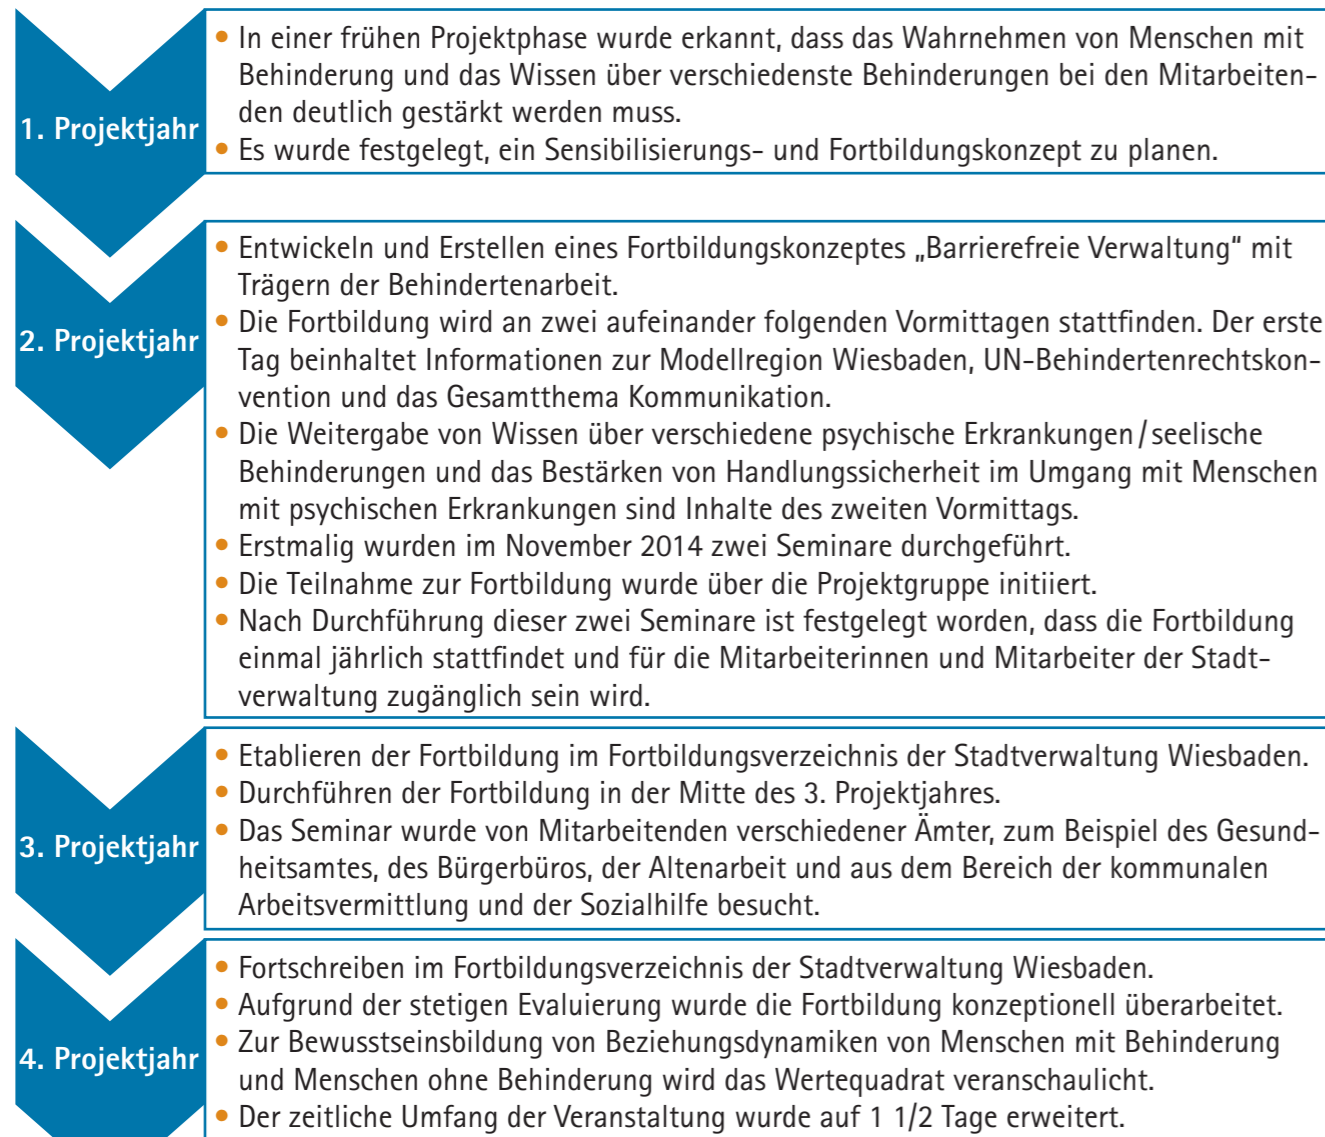 1. Projektjahr
• In einer frühen Projektphase wurde erkannt, dass das Wahrnehmen von Menschen mit
Behinderung und das Wissen über verschiedenste Behinderungen bei den Mitarbeiten-
den deutlich gestärkt werden muss.
• Es wurde festgelegt, ein Sensibilisierungs- und Fortbildungskonzept zu planen.
2. Projektjahr
• Entwickeln und Erstellen eines Fortbildungskonzeptes „Barrierefreie Verwaltung“ mit
Trägern der Behindertenarbeit.
• Die Fortbildung wird an zwei aufeinander folgenden Vormittagen stattfinden. Der erste
Tag beinhaltet Informationen zur Modellregion Wiesbaden, UN-Behindertenrechtskon-
vention und das Gesamtthema Kommunikation.
• Die Weitergabe von Wissen über verschiedene psychische Erkrankungen/seelische
Behinderungen und das Bestärken von Handlungssicherheit im Umgang mit Menschen
mit psychischen Erkrankungen sind Inhalte des zweiten Vormittags.
• Erstmalig wurden im November 2014 zwei Seminare durchgeführt.
• Die Teilnahme zur Fortbildung wurde über die Projektgruppe initiiert.
• Nach Durchführung dieser zwei Seminare ist festgelegt worden, dass die Fortbildung
einmal jährlich stattfindet und für die Mitarbeiterinnen und Mitarbeiter der Stadt-
verwaltung zugänglich sein wird.
3. Projektjahr
• Etablieren der Fortbildung im Fortbildungsverzeichnis der Stadtverwaltung Wiesbaden.
• Durchführen der Fortbildung in der Mitte des 3. Projektjahres.
• Das Seminar wurde von Mitarbeitenden verschiedener Ämter, zum Beispiel des Gesund-
heitsamtes, des Bürgerbüros, der Altenarbeit und aus dem Bereich der kommunalen
Arbeitsvermittlung und der Sozialhilfe besucht.
4. Projektjahr
• Fortschreiben im Fortbildungsverzeichnis der Stadtverwaltung Wiesbaden.
• Aufgrund der stetigen Evaluierung wurde die Fortbildung konzeptionell überarbeitet.
• Zur Bewusstseinsbildung von Beziehungsdynamiken von Menschen mit Behinderung
und Menschen ohne Behinderung wird das Wertequadrat veranschaulicht.
• Der zeitliche Umfang der Veranstaltung wurde auf 1 1/2 Tage erweitert.